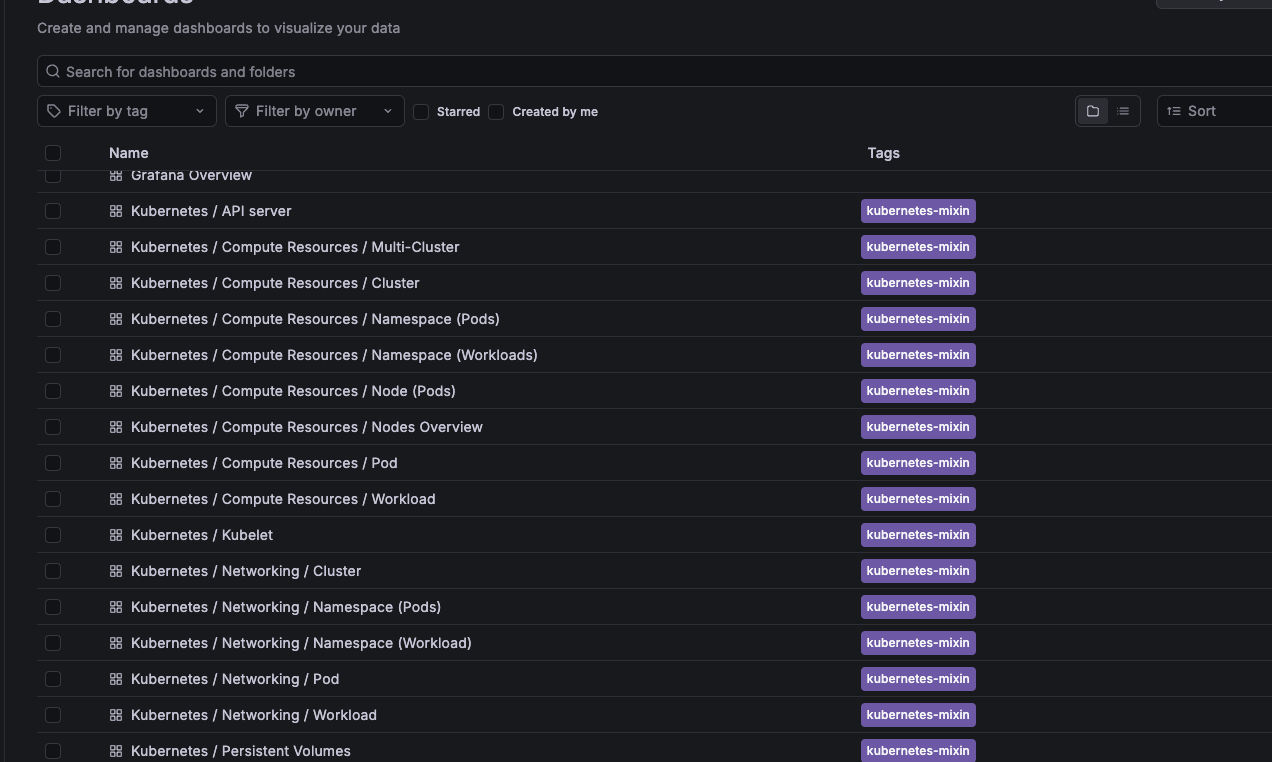 Dashboards
Create and manage dashboards to visualize your data
Search for dashboards and folders
Filter by tag Filter by owner Starred Created by me Sort
Name Tags
Grafana Overview
Kubernetes / API server kubernetes-mixin
Kubernetes / Compute Resources / Multi-Cluster kubernetes-mixin
Kubernetes / Compute Resources / Cluster kubernetes-mixin
Kubernetes / Compute Resources / Namespace (Pods) kubernetes-mixin
Kubernetes / Compute Resources / Namespace (Workloads) kubernetes-mixin
Kubernetes / Compute Resources / Node (Pods) kubernetes-mixin
Kubernetes / Compute Resources / Nodes Overview kubernetes-mixin
Kubernetes / Compute Resources / Pod kubernetes-mixin
Kubernetes / Compute Resources / Workload kubernetes-mixin
Kubernetes / Kubelet kubernetes-mixin
Kubernetes / Networking / Cluster kubernetes-mixin
Kubernetes / Networking / Namespace (Pods) kubernetes-mixin
Kubernetes / Networking / Namespace (Workload) kubernetes-mixin
Kubernetes / Networking / Pod kubernetes-mixin
Kubernetes / Networking / Workload kubernetes-mixin
Kubernetes / Persistent Volumes kubernetes-mixin